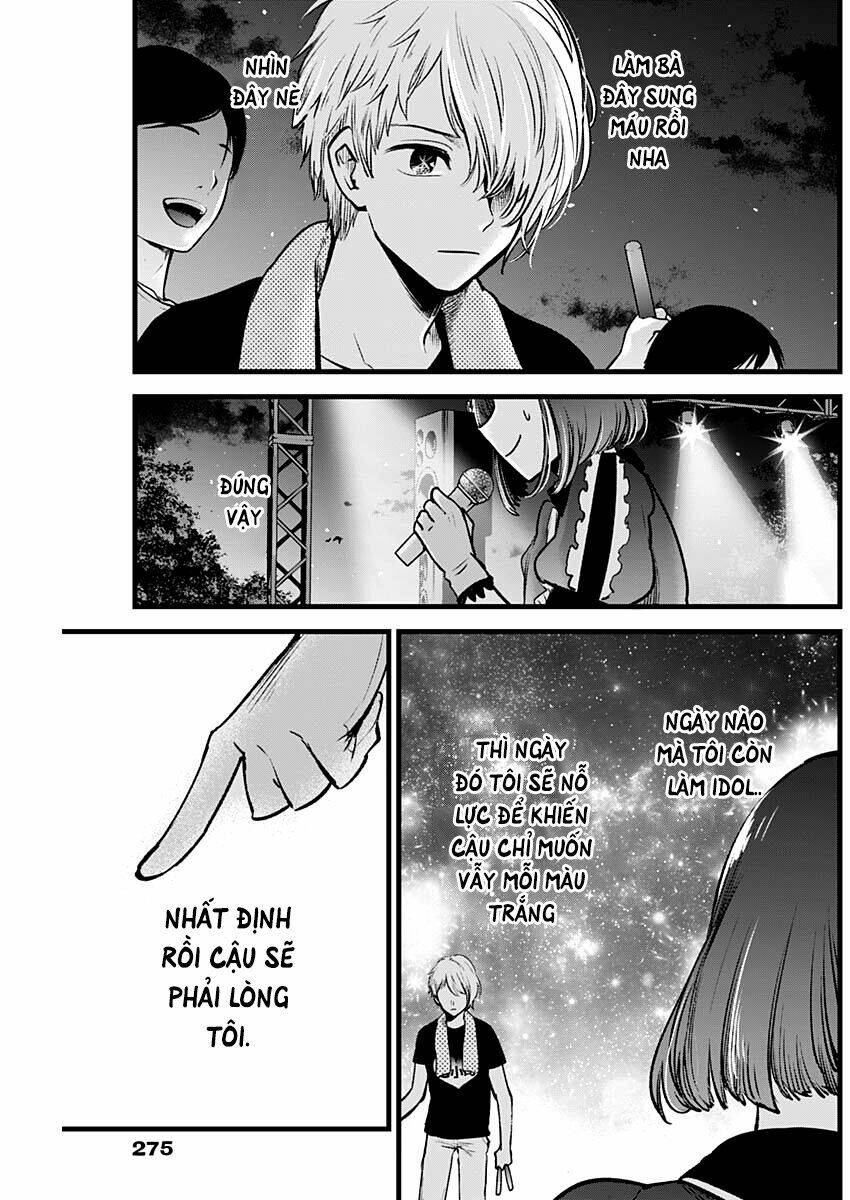 LÀM BÀ
ĐÂY SUNG
MÁU RỒI
NHA
NHÌN
ĐÂY NÈ
ĐÚNG
VẬY
NGÀY NÀO
MÀ TÔI CÒN
LÀM IDOL..
THÌ NGÀY
ĐÓ TÔI SẼ NỖ
LỰC ĐỂ KHIẾN
CẬU CHỈ MUỐN
VẪY MỖI MÀU
TRẮNG
NHẤT ĐỊNH
RỒI CẬU SẼ
PHẢI LÒNG
TÔI.
275